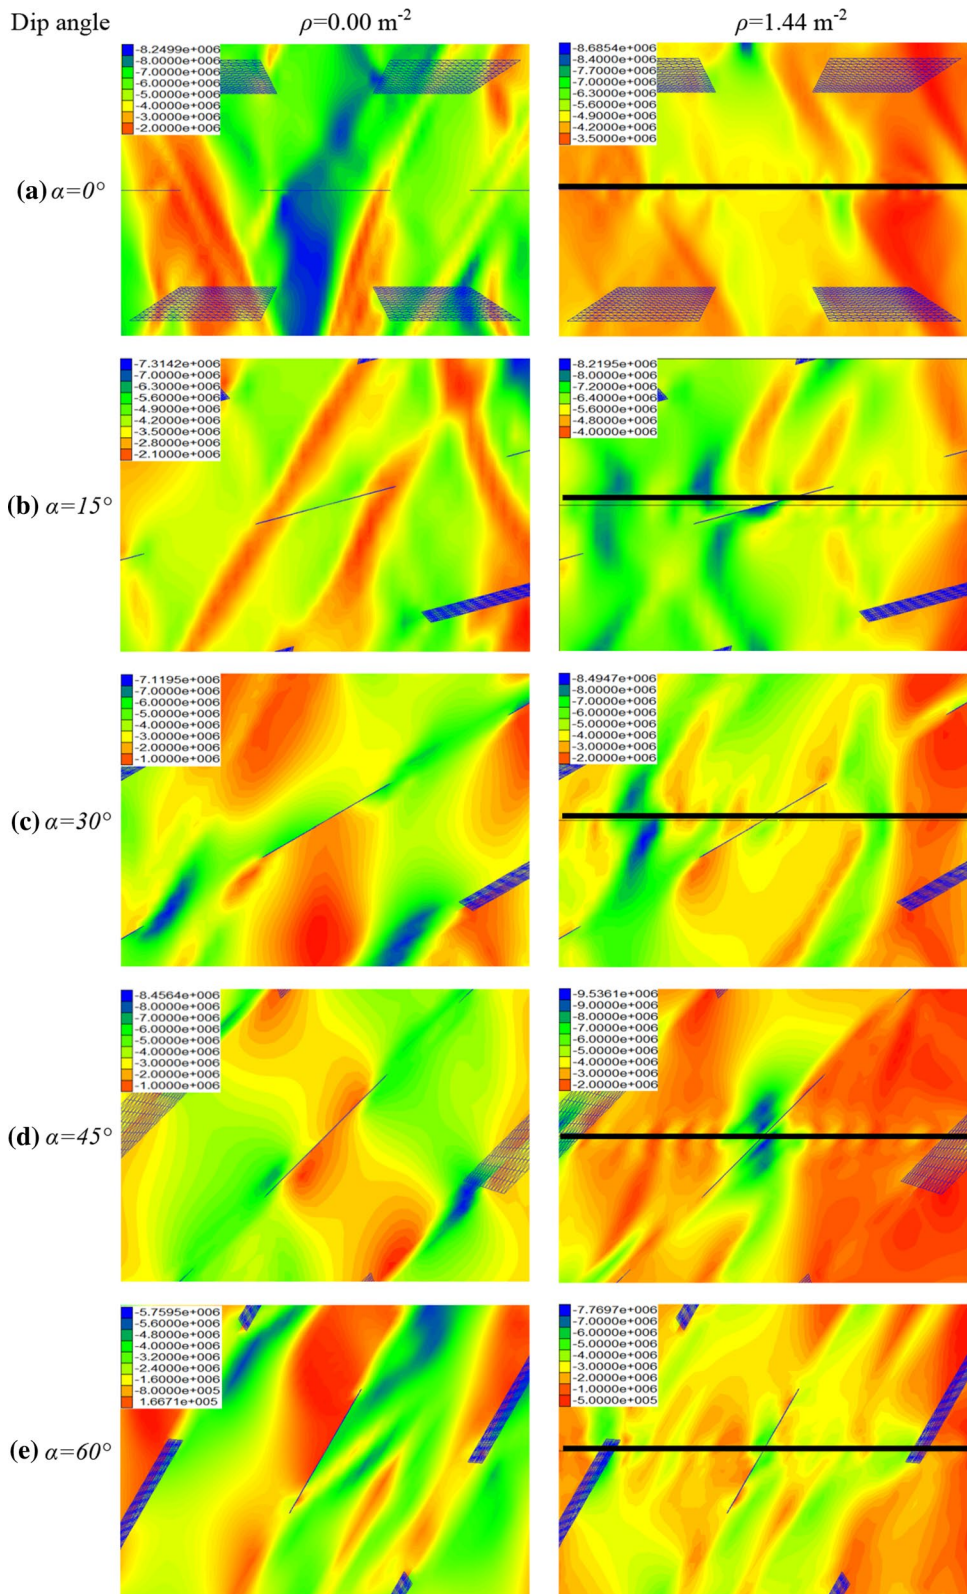 Dip angle ρ=0.00 m-2 ρ=1.44 m-2
-8.2499e+006
-8.0000e+006
-7.0000e+006
-6.0000e+006
-5.0000e+006
-4.0000e+006
-3.0000e+006
-2.0000e+006
-8.6854e+006
-8.4000e+006
-7.7000e+006
-7.0000e+006
-6.3000e+006
-5.6000e+006
-4.9000e+006
-4.2000e+006
-3.5000e+006
(a) α=0°
-7.3142e+006
-7.0000e+006
-6.3000e+006
-5.6000e+006
-4.9000e+006
-4.2000e+006
-3.5000e+006
-2.8000e+006
-2.1000e+006
-8.2195e+006
-8.0000e+006
-7.2000e+006
-6.4000e+006
-5.6000e+006
-4.8000e+006
-4.0000e+006
(b) α=15°
-7.1195e+006
-7.0000e+006
-6.0000e+006
-5.0000e+006
-4.0000e+006
-3.0000e+006
-2.0000e+006
-1.0000e+006
-8.4947e+006
-8.0000e+006
-7.0000e+006
-6.0000e+006
-5.0000e+006
-4.0000e+006
-3.0000e+006
-2.0000e+006
(c) α=30°
-8.4564e+006
-8.0000e+006
-7.0000e+006
-6.0000e+006
-5.0000e+006
-4.0000e+006
-3.0000e+006
-2.0000e+006
-1.0000e+006
-9.5361e+006
-9.0000e+006
-8.0000e+006
-7.0000e+006
-6.0000e+006
-5.0000e+006
-4.0000e+006
-3.0000e+006
-2.0000e+006
(d) α=45°
-5.7595e+006
-5.6000e+006
-4.8000e+006
-4.0000e+006
-3.2000e+006
-2.4000e+006
-1.6000e+006
-8.0000e+005
1.6671e+005
-7.7697e+006
-7.0000e+006
-6.0000e+006
-5.0000e+006
-4.0000e+006
-3.0000e+006
-2.0000e+006
-1.0000e+006
-5.0000e+005
(e) α=60°